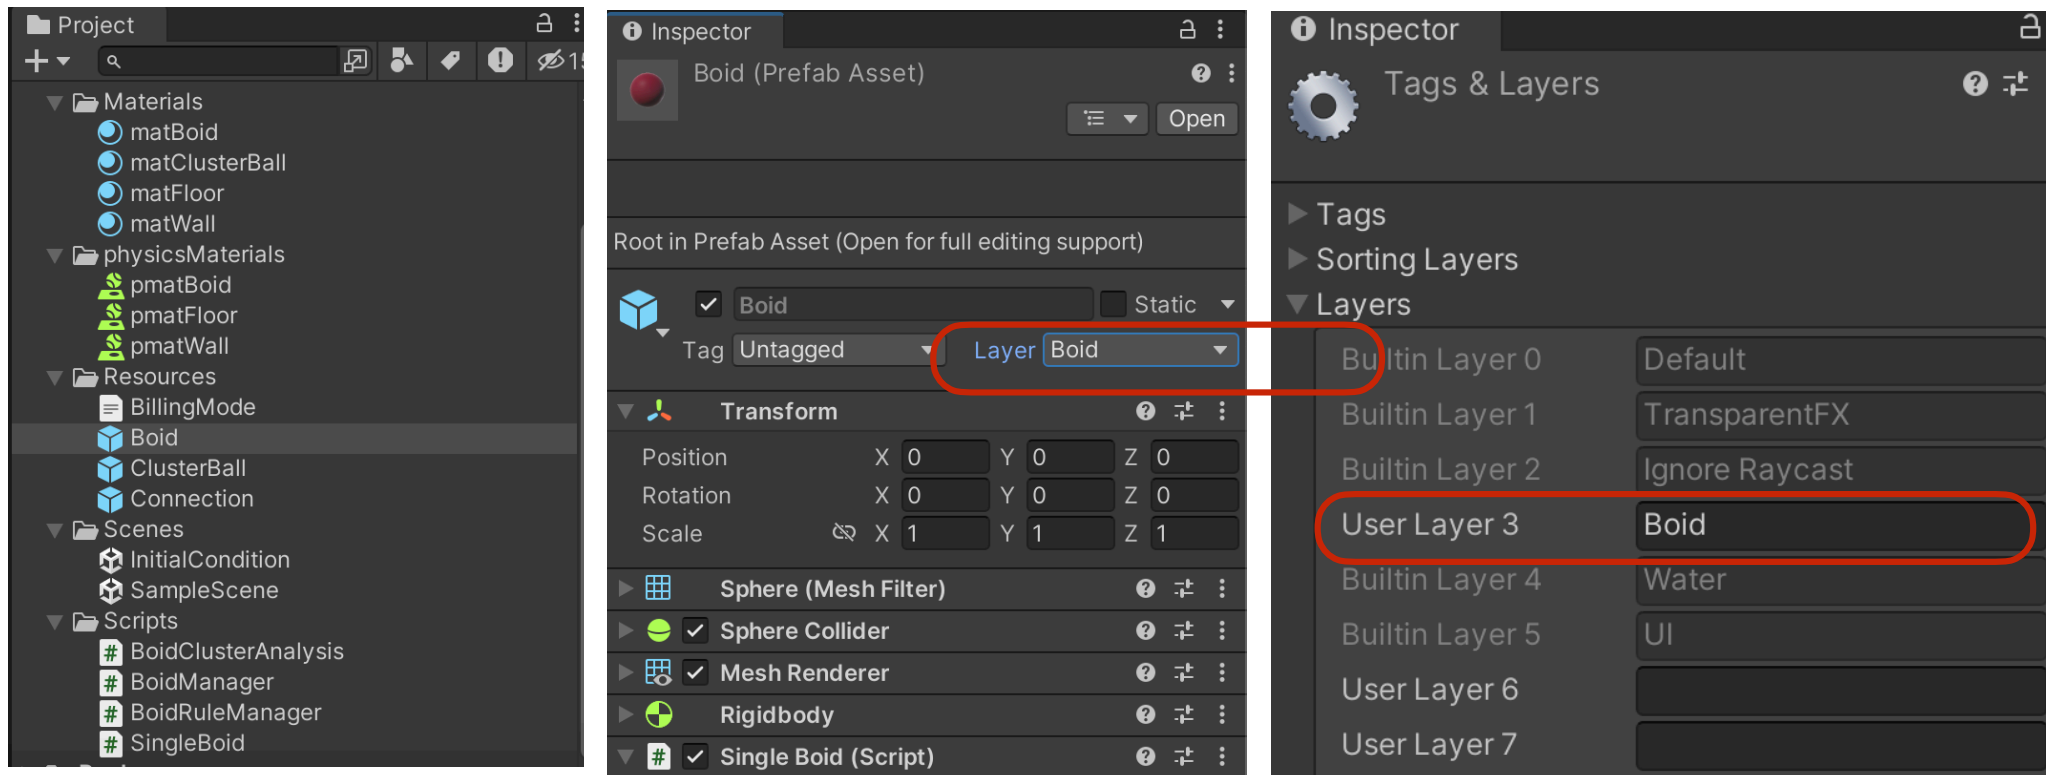 Project
15
Materials
matBoid
matClusterBall
matFloor
matWall
physicsMaterials
pmatBoid
pmatFloor
pmatWall
Resources
BillingMode
Boid
ClusterBall
Connection
Scenes
InitialCondition
SampleScene
Scripts
BoidClusterAnalysis
BoidManager
BoidRuleManager
SingleBoid
Inspector
Boid (Prefab Asset)
Open
Root in Prefab Asset (Open for full editing support)
Boid Static
Tag Untagged Layer Boid
Transform
Position X 0 Y 0 Z 0
Rotation X 0 Y 0 Z 0
Scale X 1 Y 1 Z 1
Sphere (Mesh Filter)
Sphere Collider
Mesh Renderer
Rigidbody
# Single Boid (Script)
Inspector
Tags & Layers
Tags
Sorting Layers
Layers
Builtin Layer 0 Default
Builtin Layer 1 TransparentFX
Builtin Layer 2 Ignore Raycast
User Layer 3 Boid
Builtin Layer 4 Water
Builtin Layer 5 UI
User Layer 6
User Layer 7